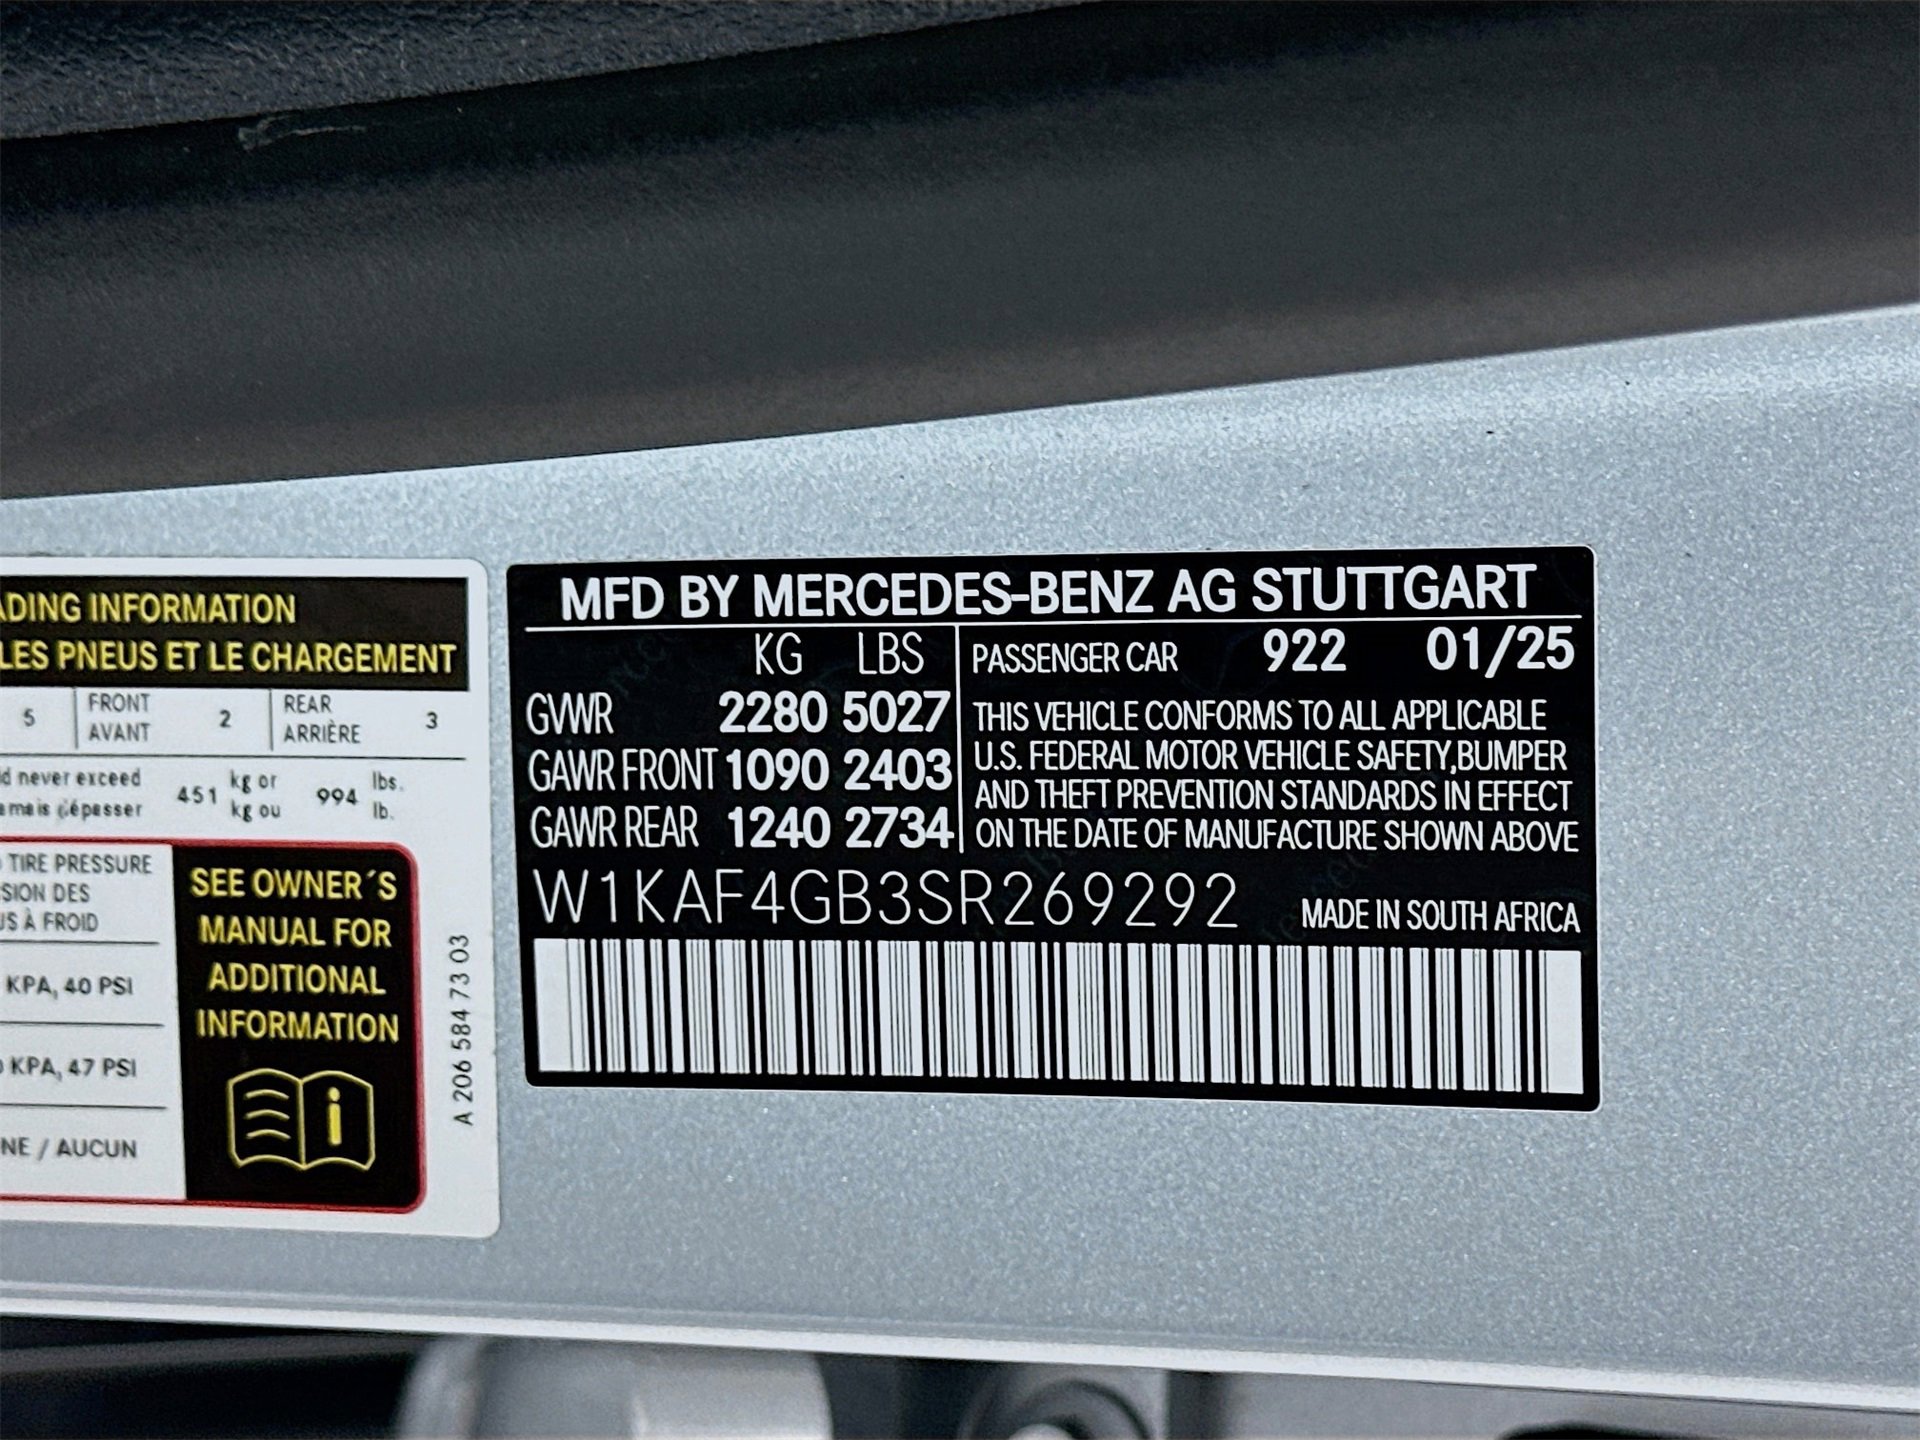 ADING INFORMATION
LES PNEUS ET LE CHARGEMENT
5 FRONT AVANT 2 REAR ARRIÈRE 3
never exceed 451 kg or 994 lbs.
dépasser kg ou lb.
TIRE PRESSURE
SION DES
US À FROID
KPA, 40 PSI
KPA, 47 PSI
NE / AUCUN
SEE OWNER´S
MANUAL FOR
ADDITIONAL
INFORMATION
i
A 206 584 73 03
MFD BY MERCEDES-BENZ AG STUTTGART
KG LBS
GVWR 2280 5027
GAWR FRONT 1090 2403
GAWR REAR 1240 2734
PASSENGER CAR 922 01/25
THIS VEHICLE CONFORMS TO ALL APPLICABLE
U.S. FEDERAL MOTOR VEHICLE SAFETY,BUMPER
AND THEFT PREVENTION STANDARDS IN EFFECT
ON THE DATE OF MANUFACTURE SHOWN ABOVE
W1KAF4GB3SR269292
MADE IN SOUTH AFRICA